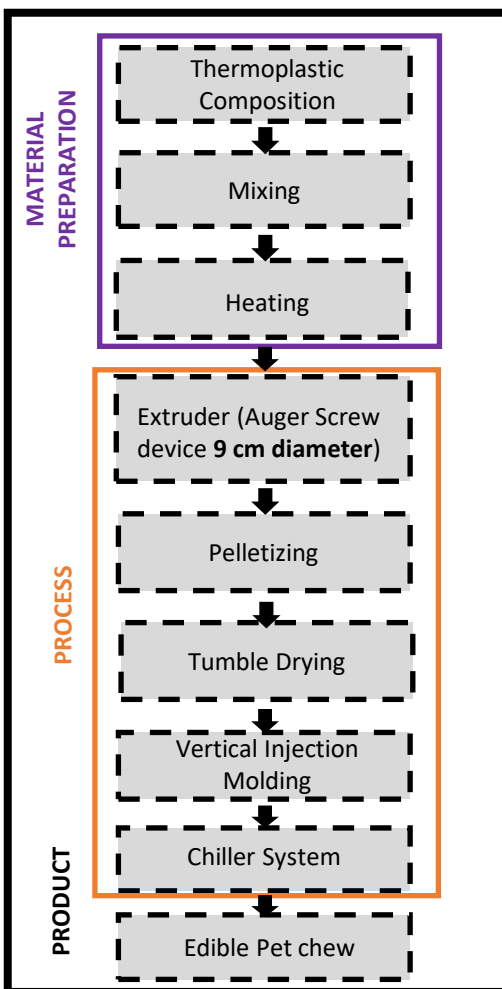 MATERIAL
PREPARATION
Thermoplastic
Composition
Mixing
Heating
PROCESS
Extruder (Auger Screw
device 9 cm diameter)
Pelletizing
Tumble Drying
Vertical Injection
Molding
Chiller System
PRODUCT
Edible Pet chew